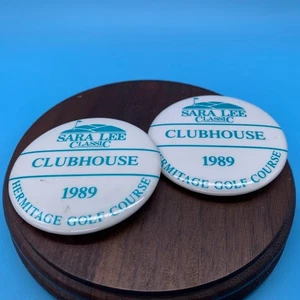 SARA LEE
CLASSIC
CLUBHOUSE
1989
HERMITAGE GOLF COURSE
SARA LEE
CLASSIC
CLUBHOUSE
1989
HERMITAGE GOLF COURSE